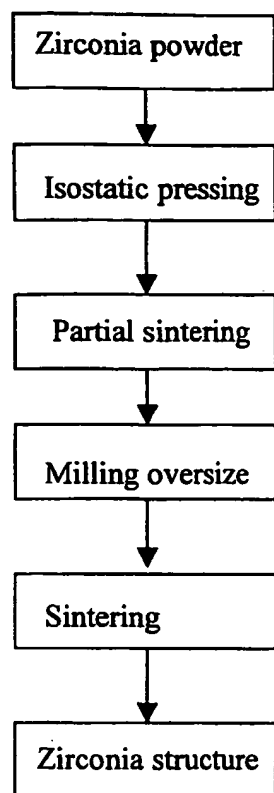 Zirconia powder
Isostatic pressing
Partial sintering
Milling oversize
Sintering
Zirconia structure